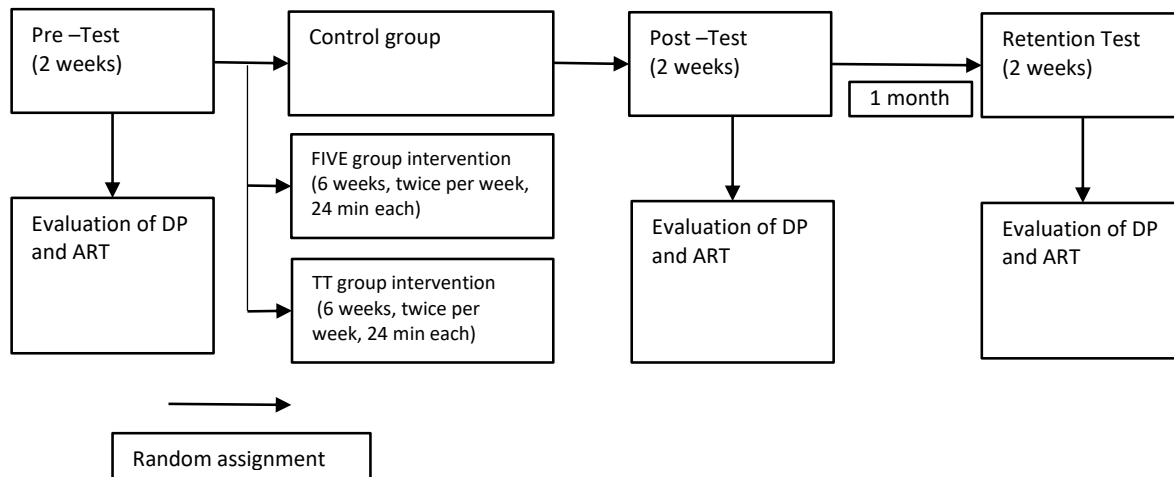 Pre –Test
(2 weeks)
Control group
Post –Test
(2 weeks)
Retention Test
(2 weeks)
1 month
FIVE group intervention
(6 weeks, twice per week,
24 min each)
Evaluation of DP
and ART
TT group intervention
(6 weeks, twice per
week, 24 min each)
Evaluation of DP
and ART
Evaluation of DP
and ART
Random assignment